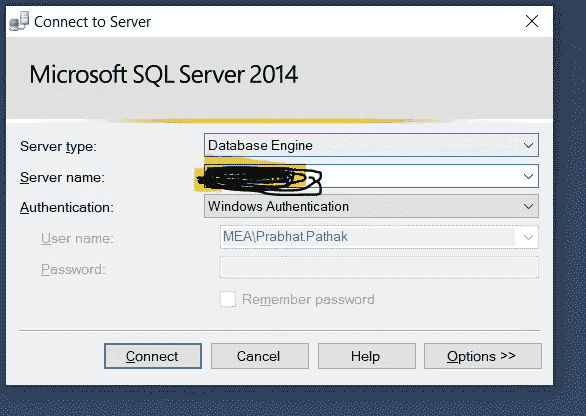 Connect to Server
Microsoft SQL Server 2014
Server type: Database Engine
Server name:
Authentication: Windows Authentication
User name: MEA\Prabhat.Pathak
Password:
Remember password
Connect Cancel Help Options >>